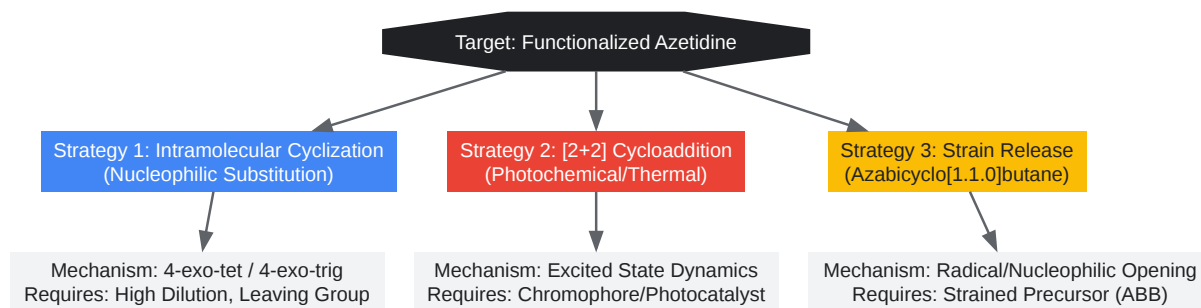 Target: Functionalized Azetidine
Strategy 1: Intramolecular Cyclization
(Nucleophilic Substitution)
Strategy 2: [2+2] Cycloaddition
(Photochemical/Thermal)
Strategy 3: Strain Release
(Azabicyclo[1.1.0]butane)
Mechanism: 4-exo-tet / 4-exo-trig
Requires: High Dilution, Leaving Group
Mechanism: Excited State Dynamics
Requires: Chromophore/Photocatalyst
Mechanism: Radical/Nucleophilic Opening
Requires: Strained Precursor (ABB)